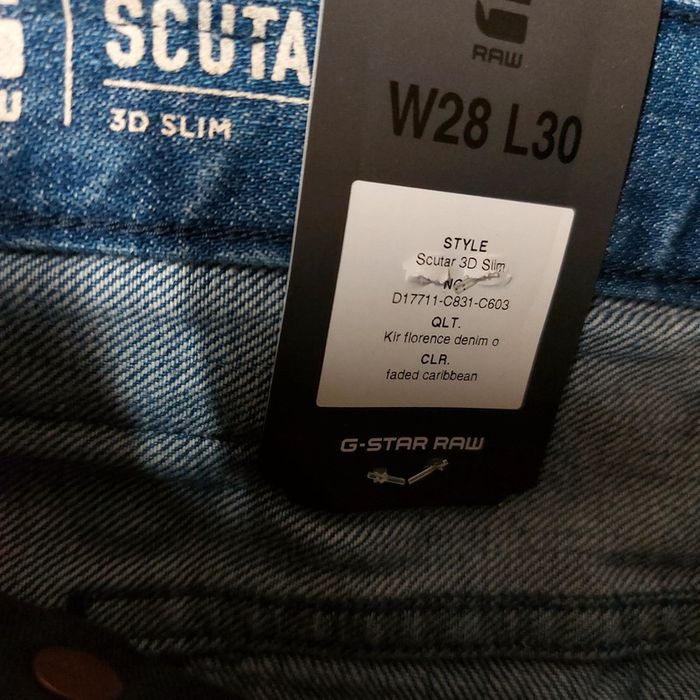 SCUTA
3D SLIM
RAW
W28 L30
STYLE
Scutar 3D Slim
NO.
D17711-C831-C603
QLT.
Kir florence denim o
CLR.
faded caribbean
G-STAR RAW